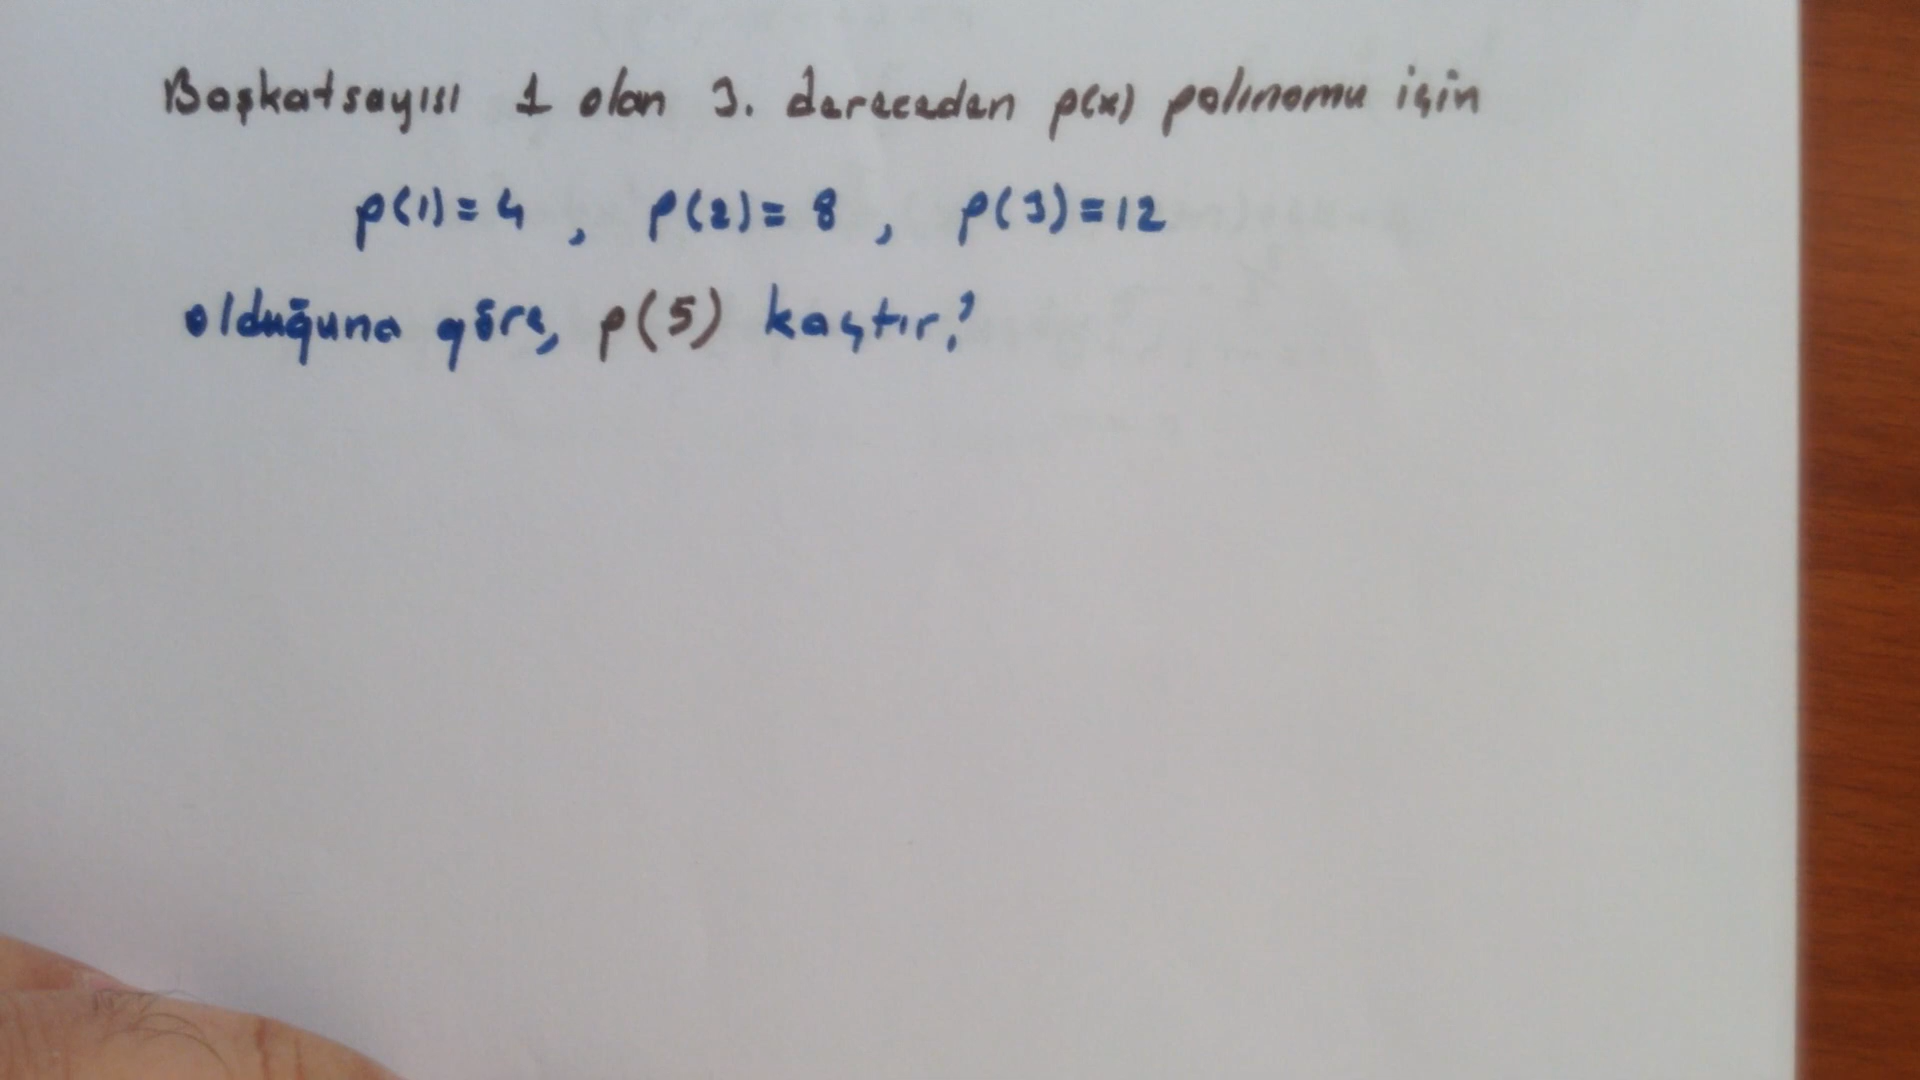 Başkatsayısı 1 olan 3. dereceden p(x) polinomu için
p(1)=4 , p(2)=8 , p(3)=12
olduğuna göre, p(5) kaçtır?